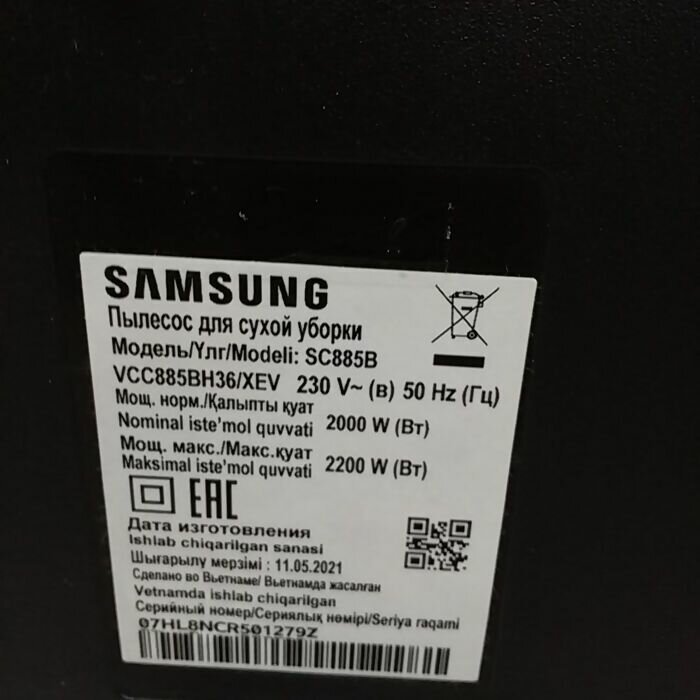 SAMSUNG
Пылесос для сухой уборки
Модель/Үлг/Modeli: SC885B
VCC885BH36/XEV 230 V~ (в) 50 Hz (Гц)
Мощ. норм./Қалыпты қуат
Nominal iste'mol quvvati 2000 W (Вт)
Мощ. макс./Макс.қуат
Maksimal iste'mol quvvati 2200 W (Вт)
EAC
Дата изготовления
Ishlab chiqarilgan sanasi
Шығарылу мерзімі : 11.05.2021
Сделано во Вьетнаме/ Вьетнамда жасалған
Vetnamda ishlab chiqarilgan
Серийный номер/Сериялық нөмірі/Seriya raqami
07HL8NCR501279Z